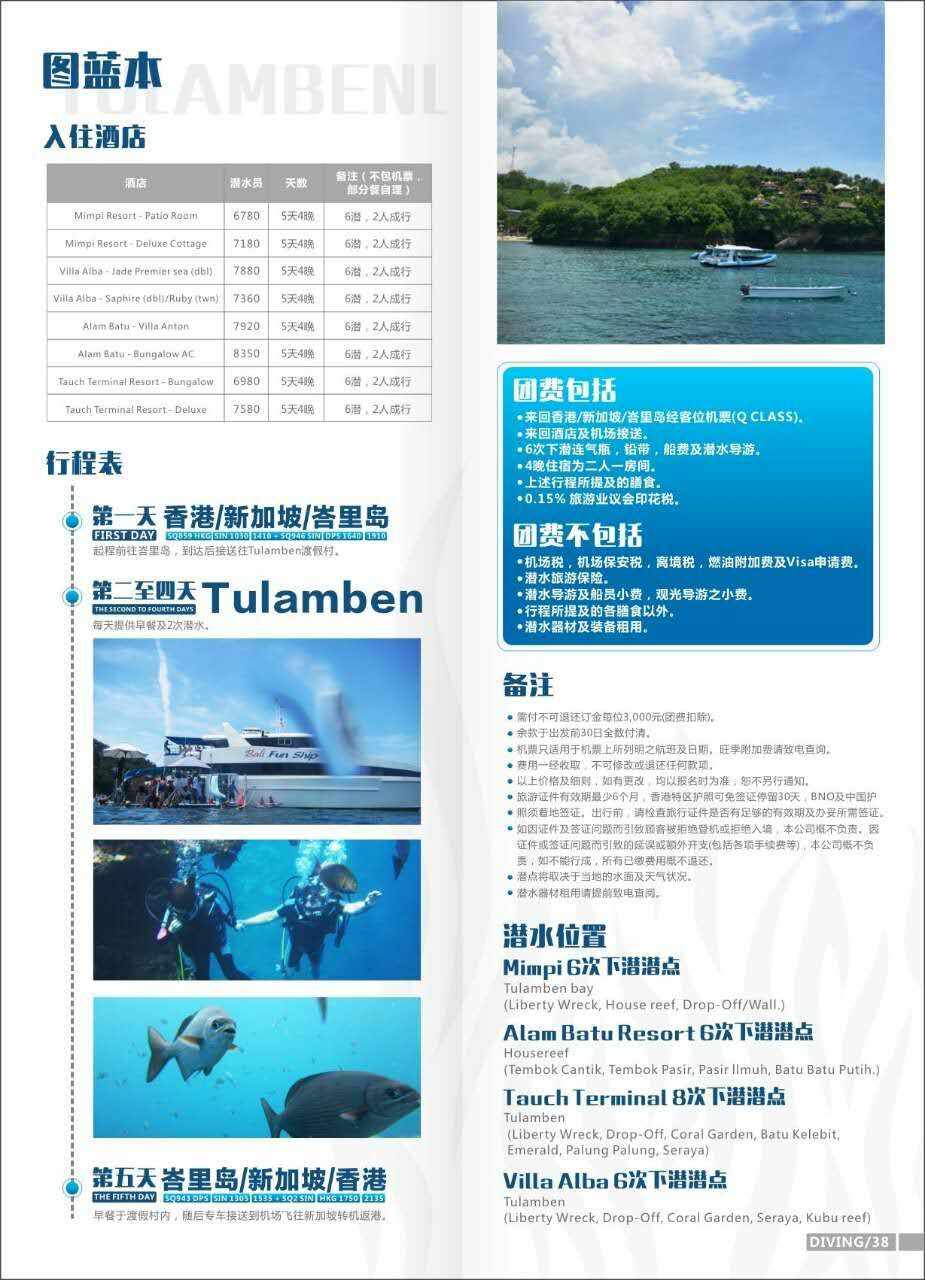 图蓝本
TULAMBENL
入住酒店
酒店 潜水员 天数 备注（不包机票，部分餐自理）
Mimpi Resort - Patio Room 6780 5天4晚 6潜，2人成行
Mimpi Resort - Deluxe Cottage 7180 5天4晚 6潜，2人成行
Villa Alba - Jade Premier sea (dbl) 7880 5天4晚 6潜，2人成行
Villa Alba - Saphire (dbl)/Ruby (twn) 7360 5天4晚 6潜，2人成行
Alam Batu - Villa Anton 7920 5天4晚 6潜，2人成行
Alam Batu - Bungalow AC 8350 5天4晚 6潜，2人成行
Tauch Terminal Resort - Bungalow 6980 5天4晚 6潜，2人成行
Tauch Terminal Resort - Deluxe 7580 5天4晚 6潜，2人成行
行程表
第一天 香港/新加坡/峇里岛
FIRST DAY SQ859 HKG SIN 1030 1410 + SQ946 SIN DPS 1640 1910
起程前往峇里岛，到达后接送往Tulamben渡假村。
第二至四天 Tulamben
THE SECOND TO FOURTH DAYS
每天提供早餐及2次潜水。
Bali Fun Ship
第五天 峇里岛/新加坡/香港
THE FIFTH DAY SQ943 DPS SIN 1305 1535 + SQ2 SIN HKG 1750 2135
早餐于渡假村内，随后专车接送到机场飞往新加坡转机返港。
团费包括
•来回香港/新加坡/峇里岛经客位机票(Q CLASS)。
•来回酒店及机场接送。
•6次下潜连气瓶，铅带，船费及潜水导游。
•4晚住宿为二人一房间。
•上述行程所提及的膳食。
•0.15% 旅游业议会印花税。
团费不包括
•机场税，机场保安税，离境税，燃油附加费及Visa申请费。
•潜水旅游保险。
•潜水导游及船员小费，观光导游之小费。
•行程所提及的各膳食以外。
•潜水器材及装备租用。
备注
•需付不可退还订金每位3,000元(团费扣除)。
•余款于出发前30日全数付清。
•机票只适用于机票上所列明之航班及日期。旺季附加费请致电查询。
•费用一经收取，不可修改或退还任何款项。
•以上价格及细则，如有更改，均以报名时为准，恕不另行通知。
•旅游证件有效期最少6个月，香港特区护照可免签证停留30天，BNO及中国护
•照须着地签证。出行前，请检查旅行证件是否有足够的有效期及办妥所需签证。
•如因证件及签证问题而引致顾客被拒绝登机或拒绝入境，本公司概不负责。因
证件或签证问题而引致的延误或额外开支(包括各项手续费等)，本公司概不负
责，如不能行成，所有已缴费用概不退还。
•潜点将取决于当地的水面及天气状况。
•潜水器材租用请提前致电查阅。
潜水位置
Mimpi 6次下潜潜点
Tulamben bay
(Liberty Wreck, House reef, Drop-Off/Wall.)
Alam Batu Resort 6次下潜潜点
Housereef
(Tembok Cantik, Tembok Pasir, Pasir Ilmuh, Batu Batu Putih.)
Tauch Terminal 8次下潜潜点
Tulamben
(Liberty Wreck, Drop-Off, Coral Garden, Batu Kelebit,
Emerald, Palung Palung, Seraya)
Villa Alba 6次下潜潜点
Tulamben
(Liberty Wreck, Drop-Off, Coral Garden, Seraya, Kubu reef)
DIVING/38